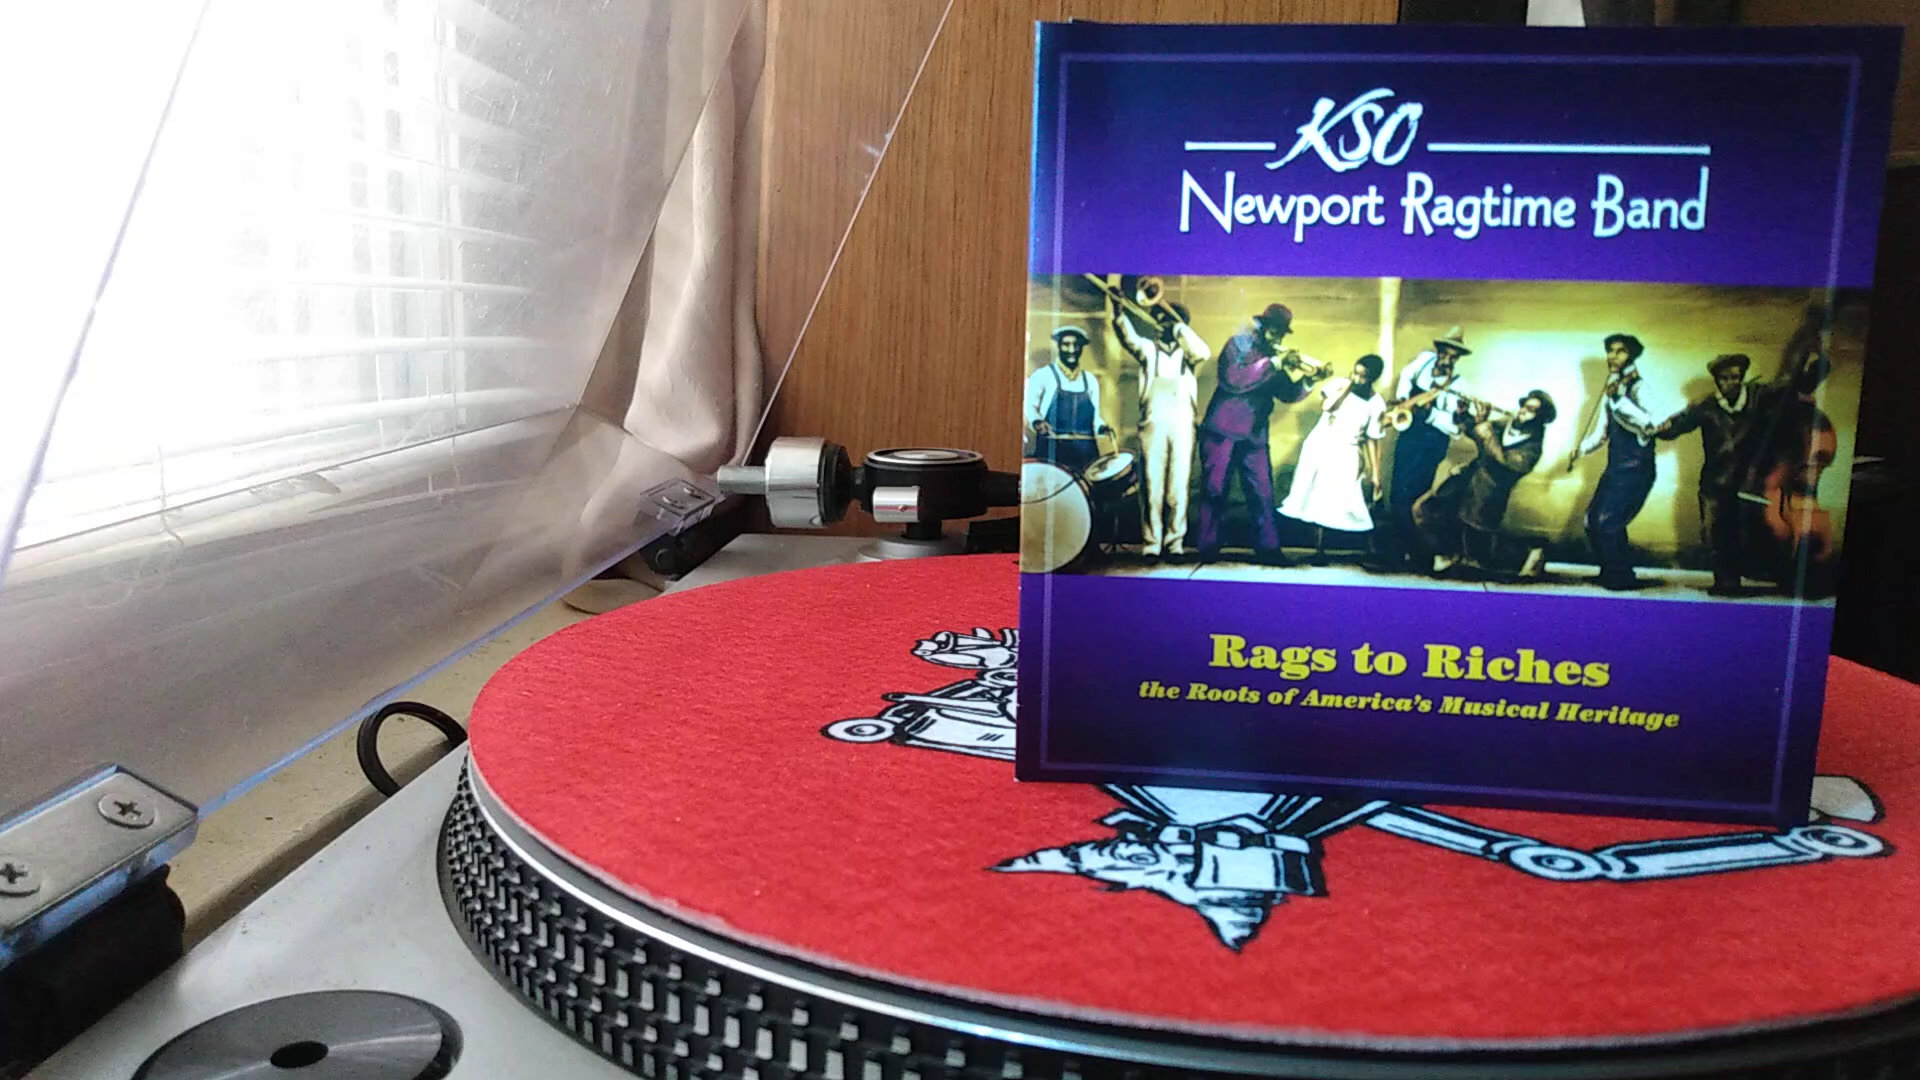 KSO
Newport Ragtime Band
Rags to Riches
the Roots of America's Musical Heritage